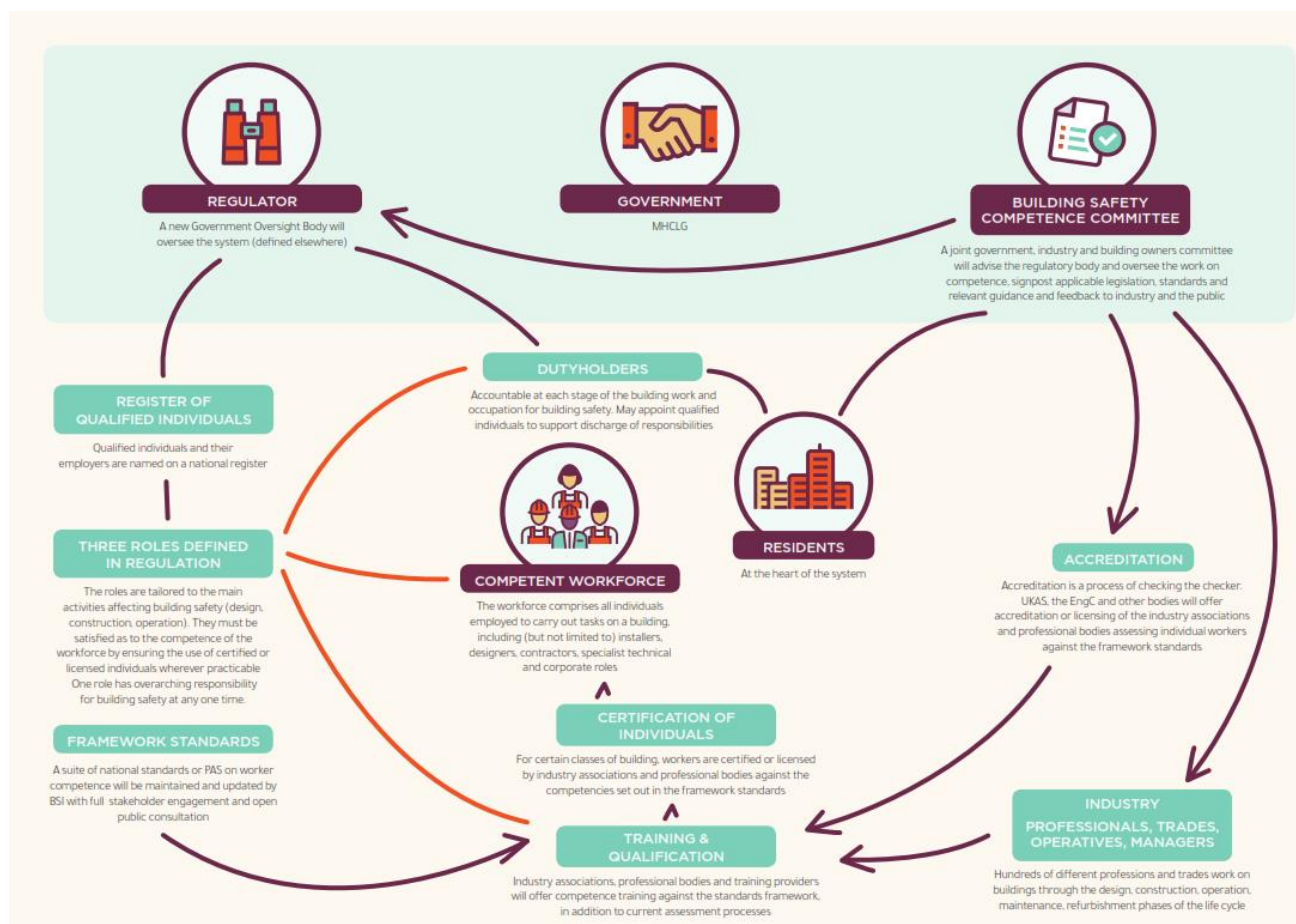 REGULATOR
A new Government Oversight Body will
oversee the system (defined elsewhere)
GOVERNMENT
MHCLG
BUILDING SAFETY
COMPETENCE COMMITTEE
A joint government, industry and building owners committee
will advise the regulatory body and oversee the work on
competence, signpost applicable legislation, standards and
relevant guidance and feedback to industry and the public
REGISTER OF
QUALIFIED INDIVIDUALS
Qualified individuals and their
employers are named on a national register
DUTYHOLDERS
Accountable at each stage of the building work and
occupation for building safety. May appoint qualified
individuals to support discharge of responsibilities
THREE ROLES DEFINED
IN REGULATION
The roles are tailored to the main
activities affecting building safety (design,
construction, operation). They must be
satisfied as to the competence of the
workforce by ensuring the use of certified or
licensed individuals wherever practicable
One role has overarching responsibility
for building safety at any one time.
COMPETENT WORKFORCE
The workforce comprises all individuals
employed to carry out tasks on a building,
including (but not limited to) installers,
designers, contractors, specialist technical
and corporate roles
RESIDENTS
At the heart of the system
ACCREDITATION
Accreditation is a process of checking the checker.
UKAS, the EngC and other bodies will offer
accreditation or licensing of the industry associations
and professional bodies assessing individual workers
against the framework standards
FRAMEWORK STANDARDS
A suite of national standards or PAS on worker
competence will be maintained and updated by
BSI with full stakeholder engagement and open
public consultation
CERTIFICATION OF
INDIVIDUALS
For certain classes of building, workers are certified or licensed
by industry associations and professional bodies against the
competencies set out in the framework standards
TRAINING &
QUALIFICATION
Industry associations, professional bodies and training providers
will offer competence training against the standards framework,
in addition to current assessment processes
INDUSTRY
PROFESSIONALS, TRADES,
OPERATIVES, MANAGERS
Hundreds of different professions and trades work on
buildings through the design, construction, operation,
maintenance, refurbishment phases of the life cycle